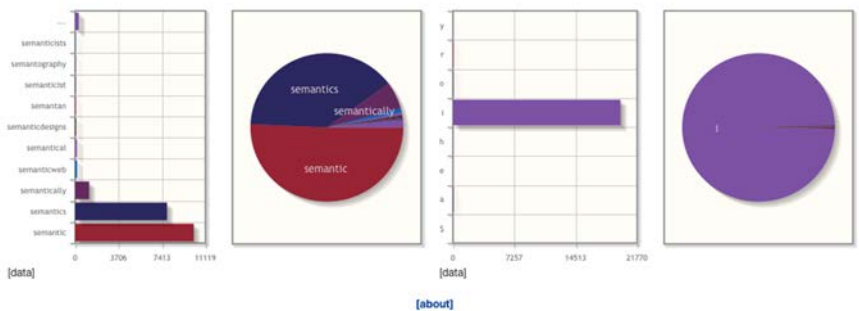 ...
semanticists
semantography
semanticist
semantan
semanticdesigns
semantical
semanticweb
semantically
semantics
semantic
0 3706 7413 11119
[data]
semantics
semantically
semantic
y
r
o
l
h
e
a
S
0 7257 14513 21770
[data]
l
[about]